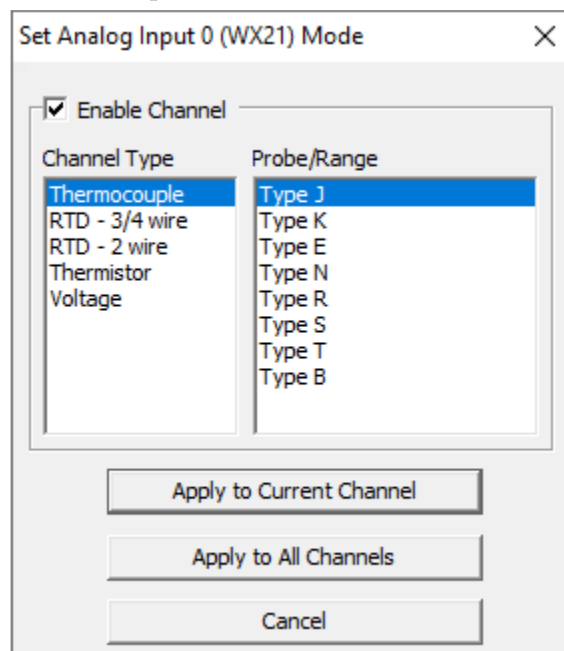 Set Analog Input 0 (WX21) Mode
Enable Channel
Channel Type
Thermocouple
RTD - 3/4 wire
RTD - 2 wire
Thermistor
Voltage
Probe/Range
Type J
Type K
Type E
Type N
Type R
Type S
Type T
Type B
Apply to Current Channel
Apply to All Channels
Cancel